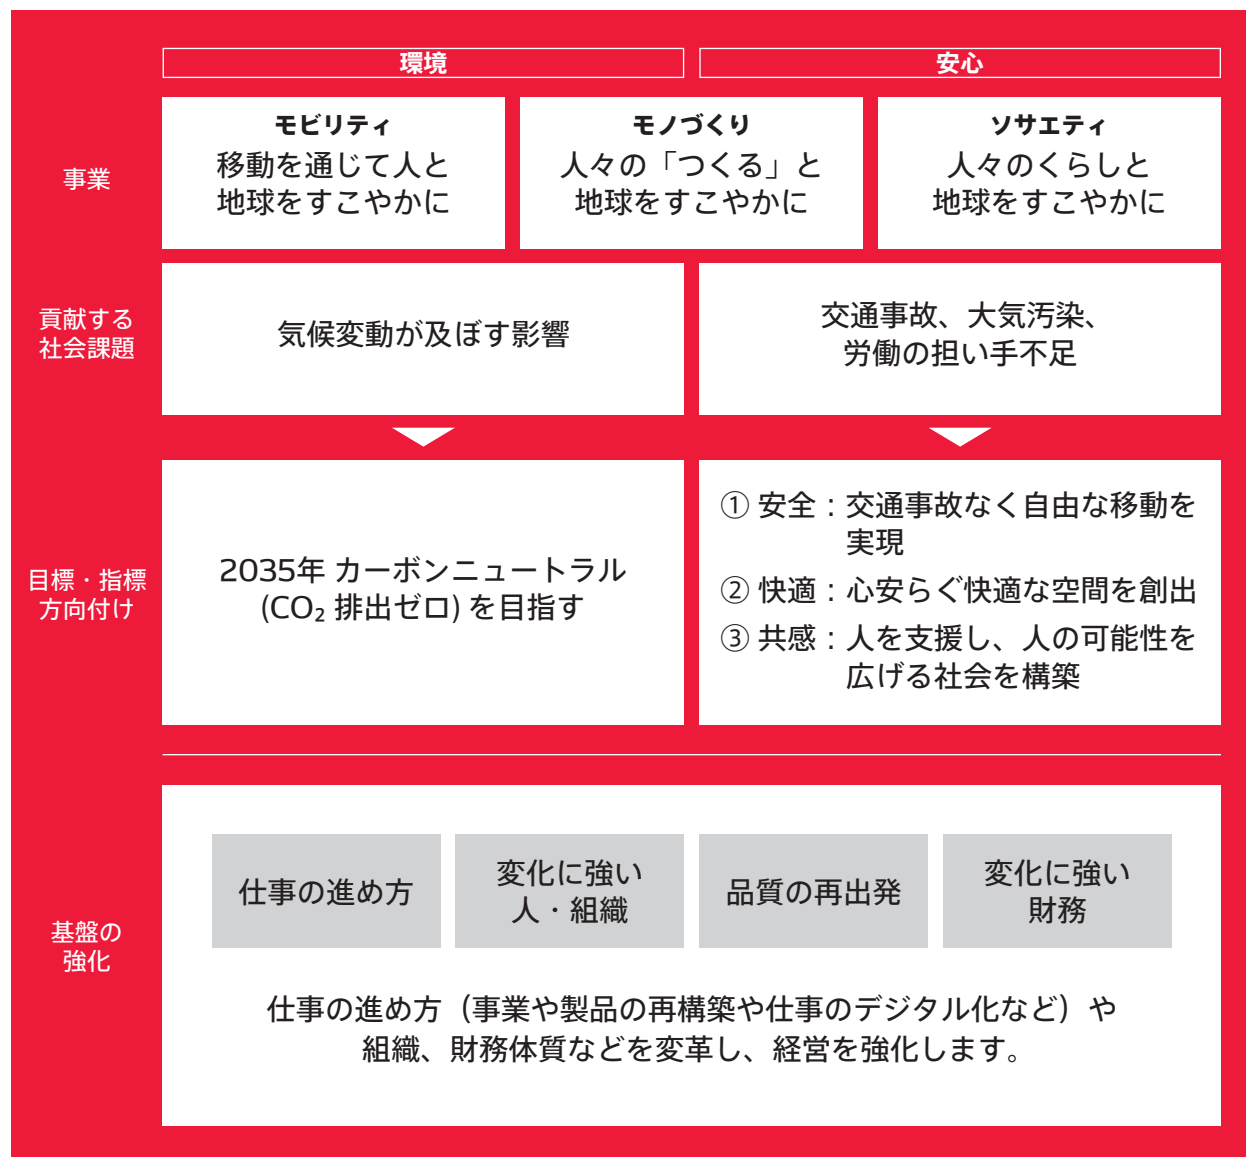 環境
安心
事業
モビリティ
移動を通じて人と
地球をすこやかに
モノづくり
人々の「つくる」と
地球をすこやかに
ソサエティ
人々のくらしと
地球をすこやかに
貢献する
社会課題
気候変動が及ぼす影響
交通事故、大気汚染、
労働の担い手不足
目標・指標
方向付け
2035年 カーボンニュートラル
(CO₂ 排出ゼロ) を目指す
① 安全：交通事故なく自由な移動を
実現
② 快適：心安らぐ快適な空間を創出
③ 共感：人を支援し、人の可能性を
広げる社会を構築
基盤の
強化
仕事の進め方
変化に強い
人・組織
品質の再出発
変化に強い
財務
仕事の進め方（事業や製品の再構築や仕事のデジタル化など）や
組織、財務体質などを変革し、経営を強化します。